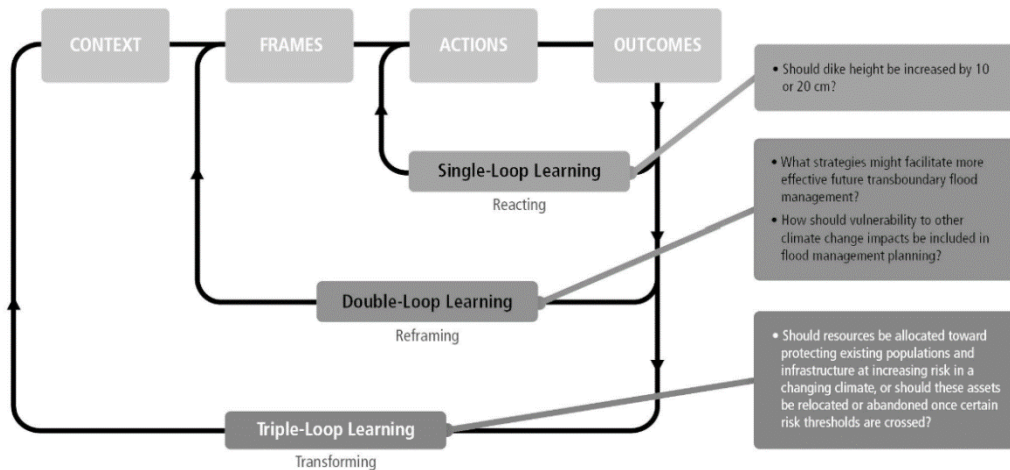 CONTEXT
FRAMES
ACTIONS
OUTCOMES
• Should dike height be increased by 10
or 20 cm?
Single-Loop Learning
Reacting
• What strategies might facilitate more
effective future transboundary flood
management?
• How should vulnerability to other
climate change impacts be included in
flood management planning?
Double-Loop Learning
Reframing
• Should resources be allocated toward
protecting existing populations and
infrastructure at increasing risk in a
changing climate, or should these assets
be relocated or abandoned once certain
risk thresholds are crossed?
Triple-Loop Learning
Transforming